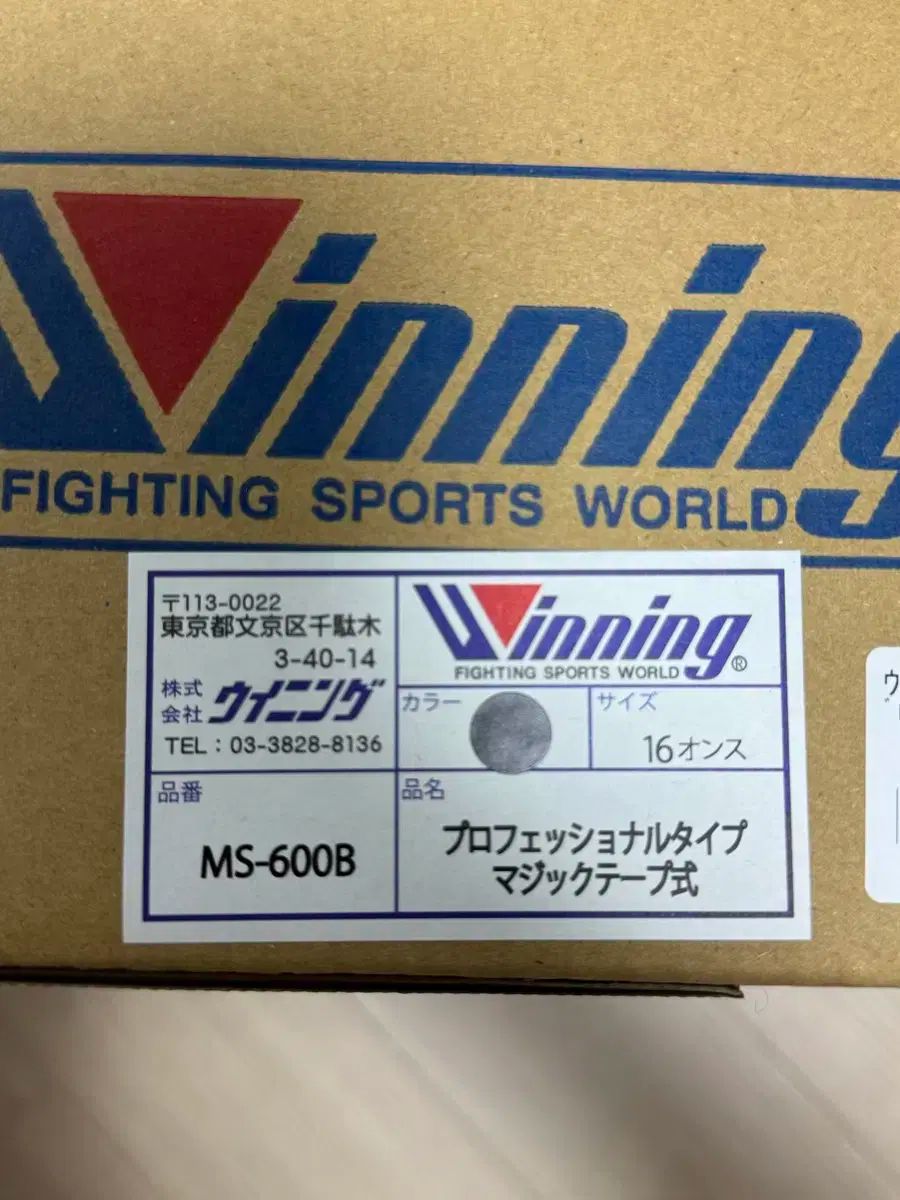 Winning
FIGHTING SPORTS WORLD
〒113-0022
東京都文京区千駄木
3-40-14
株式会社 ウイニング
TEL：03-3828-8136
Winning®
FIGHTING SPORTS WORLD
カラー
サイズ
16オンス
品番
MS-600B
品名
プロフェッショナルタイプ
マジックテープ式